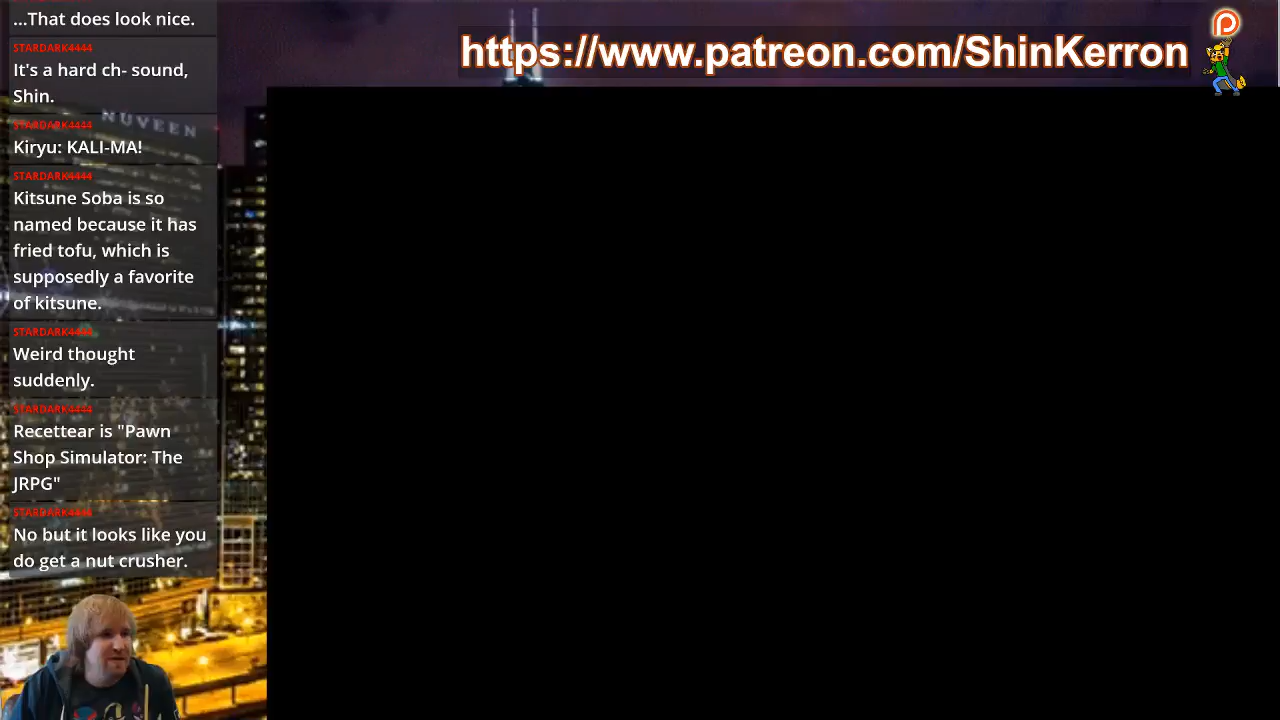 ...That does look nice.
STARDARK4444
It's a hard ch- sound,
Shin.
STARDARK4444
Kiryu: KALI-MA!
STARDARK4444
Kitsune Soba is so
named because it has
fried tofu, which is
supposedly a favorite
of kitsune.
STARDARK4444
Weird thought
suddenly.
STARDARK4444
Recettear is "Pawn
Shop Simulator: The
JRPG"
STARDARK4444
No but it looks like you
do get a nut crusher.
NUVEEN
https://www.patreon.com/ShinKerron